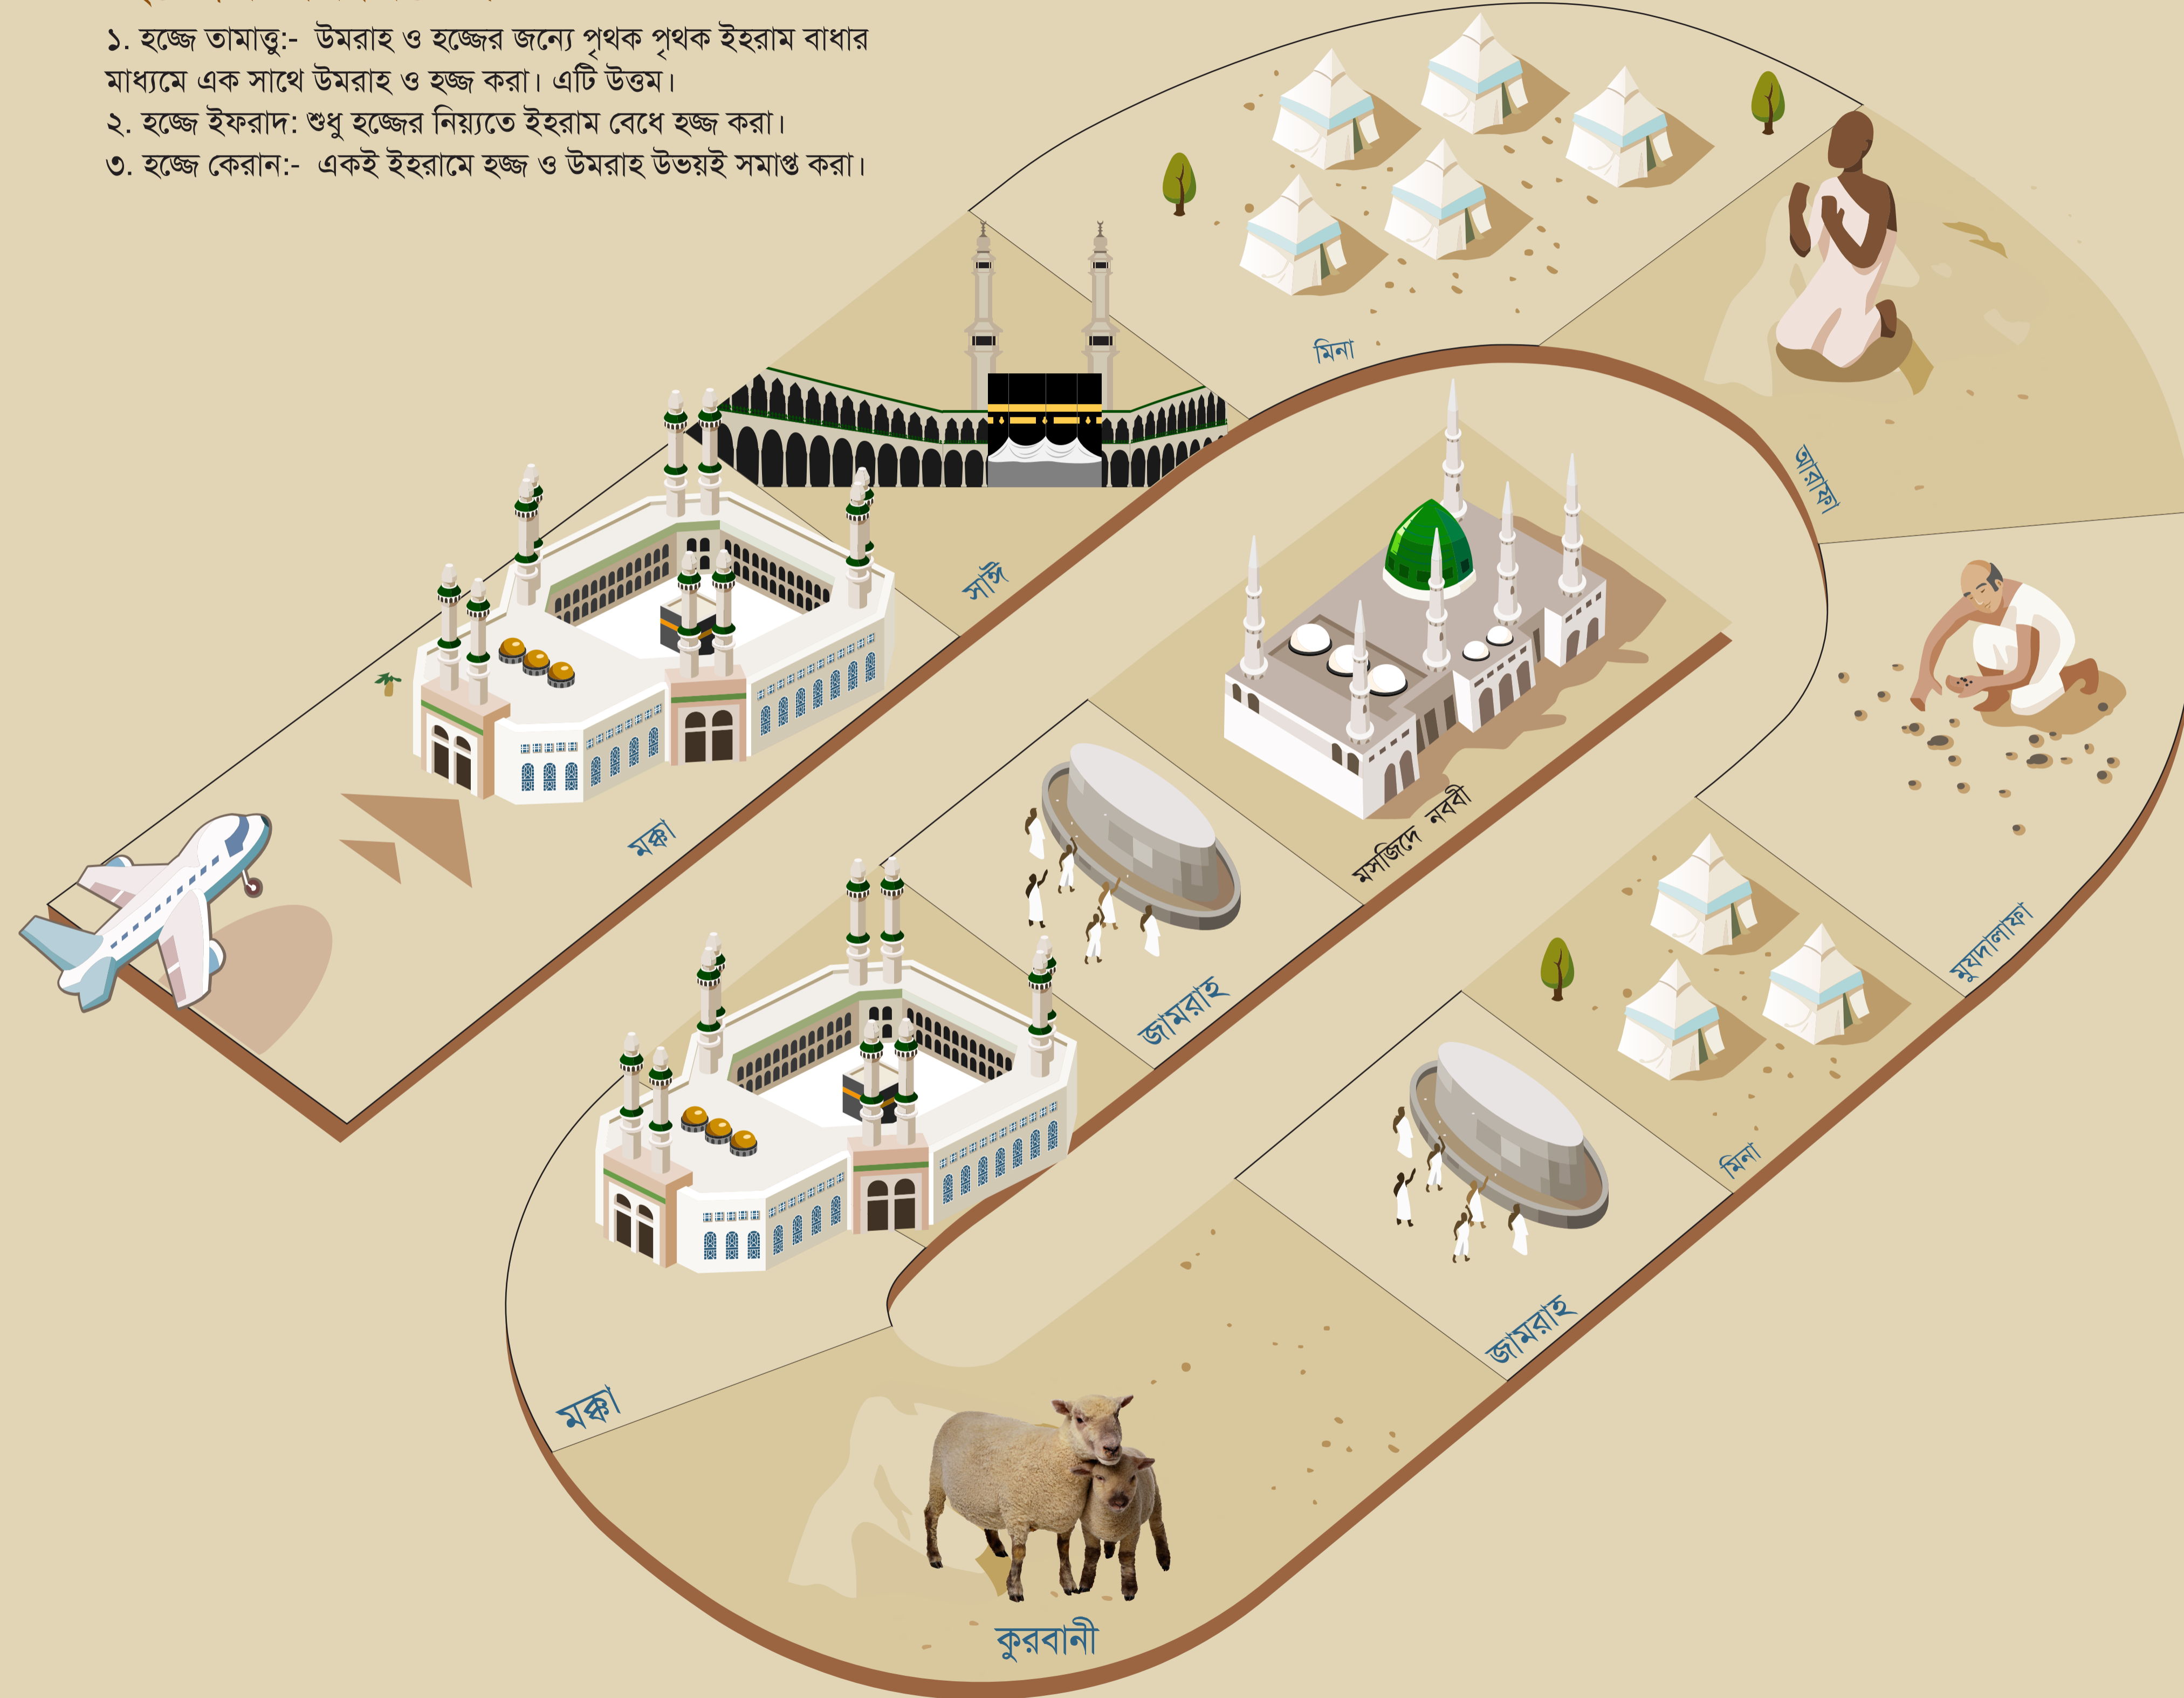 ১. হজ্জে তামাত্তু:- উমরাহ ও হজ্জের জন্যে পৃথক পৃথক ইহরাম বাধার
মাধ্যমে এক সাথে উমরাহ ও হজ্জ করা। এটি উত্তম।
২. হজ্জে ইফরাদ: শুধু হজ্জের নিয়্যতে ইহরাম বেধে হজ্জ করা।
৩. হজ্জে কেরান:- একই ইহরামে হজ্জ ও উমরাহ উভয়ই সমাপ্ত করা।
মিনা
আরাফা
সাঈ
মক্কা
মসজিদে নববী
মুযদালাফা
জামরাহ
মিনা
জামরাহ
মক্কা
কুরবানী